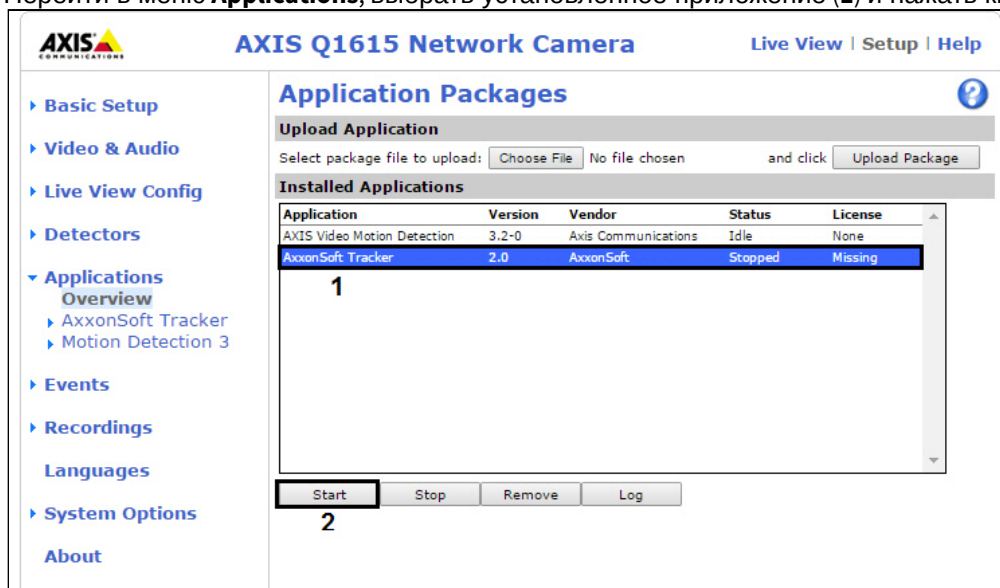 Перейти в меню Applications, выбрать установленное приложение (1) и нажать к
AXIS
COMMUNICATIONS
AXIS Q1615 Network Camera
Live View | Setup | Help
Basic Setup
Video & Audio
Live View Config
Detectors
Applications
Overview
AxxonSoft Tracker
Motion Detection 3
Events
Recordings
Languages
System Options
About
Application Packages
?
Upload Application
Select package file to upload: Choose File No file chosen and click Upload Package
Installed Applications
Application Version Vendor Status License
AXIS Video Motion Detection 3.2-0 Axis Communications Idle None
AxxonSoft Tracker 2.0 AxxonSoft Stopped Missing
1
Start Stop Remove Log
2